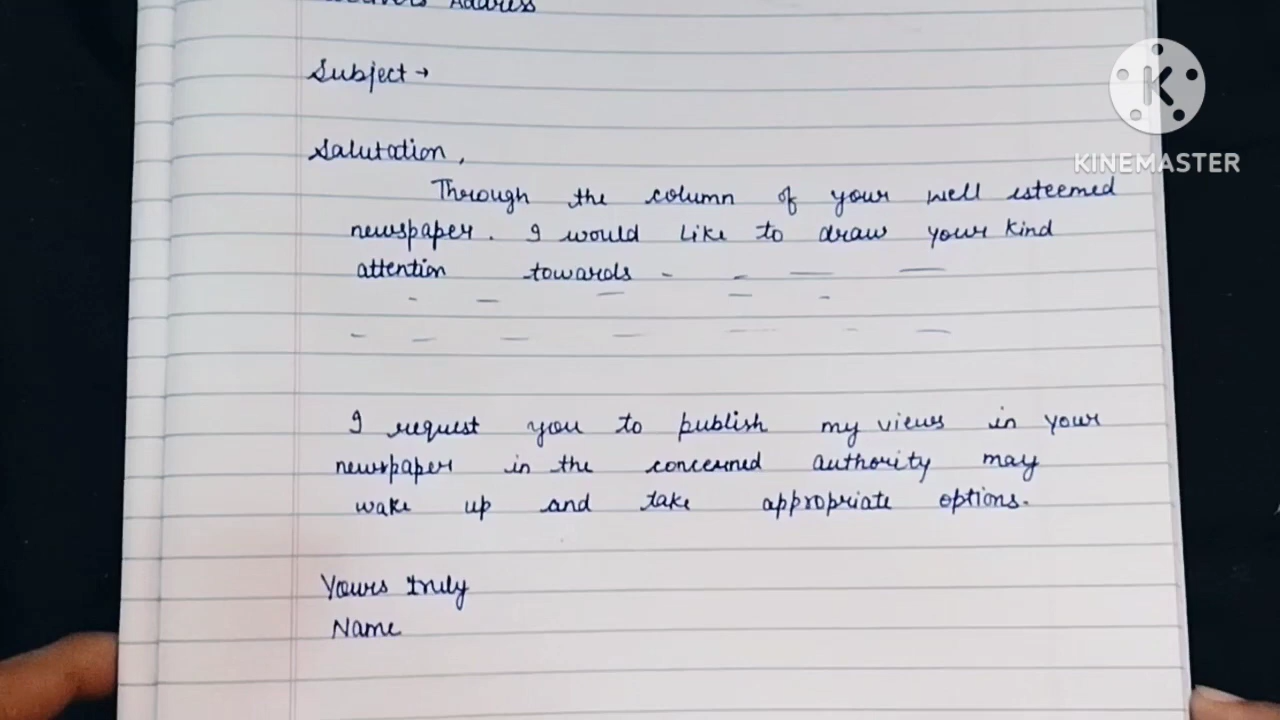 Address
Subject →
Salutation,
Through the column of your well esteemed
newspaper. I would like to draw your kind
attention towards - - — —
- — — — -
- — — — — - —
I request you to publish my views in your
newspaper in the concerned authority may
wake up and take appropriate options.
Yours truly
Name
KINEMASTER